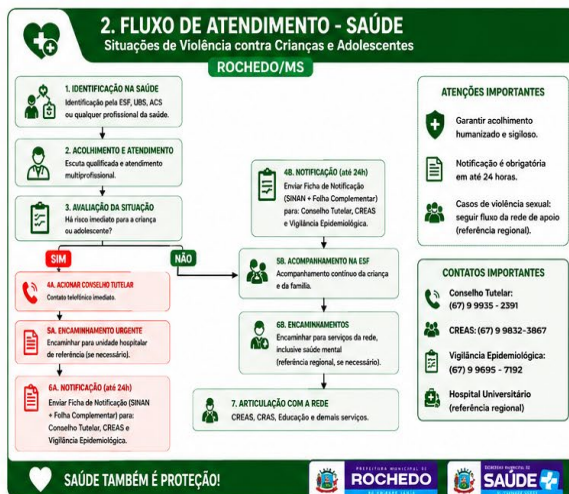 2. FLUXO DE ATENDIMENTO - SAÚDE
Situações de Violência contra Crianças e Adolescentes
ROCHEDO/MS
1. IDENTIFICAÇÃO NA SAÚDE
Identificação pela ESF, UBS, ACS
ou qualquer profissional da saúde.
2. ACOLHIMENTO E ATENDIMENTO
Escuta qualificada e atendimento
multiprofissional.
3. AVALIAÇÃO DA SITUAÇÃO
Há risco imediato para a criança
ou adolescente?
SIM
NÃO
4A. ACIONAR CONSELHO TUTELAR
Contato telefônico imediato.
5A. ENCAMINHAMENTO URGENTE
Encaminhar para unidade hospitalar
de referência (se necessário).
6A. NOTIFICAÇÃO (até 24h)
Enviar Ficha de Notificação (SINAN
+ Folha Complementar) para:
Conselho Tutelar, CREAS e
Vigilância Epidemiológica.
4B. NOTIFICAÇÃO (até 24h)
Enviar Ficha de Notificação
(SINAN + Folha Complementar)
para: Conselho Tutelar, CREAS
e Vigilância Epidemiológica.
5B. ACOMPANHAMENTO NA ESF
Acompanhamento contínuo da criança
e da família.
6B. ENCAMINHAMENTOS
Encaminhar para serviços da rede,
inclusive saúde mental
(referência regional, se necessário).
7. ARTICULAÇÃO COM A REDE
CREAS, CRAS, Educação e demais serviços.
ATENÇÕES IMPORTANTES
Garantir acolhimento
humanizado e sigiloso.
Notificação é obrigatória
em até 24 horas.
Casos de violência sexual:
seguir fluxo da rede de apoio
(referência regional).
CONTATOS IMPORTANTES
Conselho Tutelar:
(67) 9 9935 - 2391
CREAS: (67) 9 9832-3867
Vigilância Epidemiológica:
(67) 9 9695 - 7192
Hospital Universitário
(referência regional)
SAÚDE TAMBÉM É PROTEÇÃO!
PREFEITURA MUNICIPAL DE
ROCHEDO
SECRETARIA MUNICIPAL DE
SAÚDE